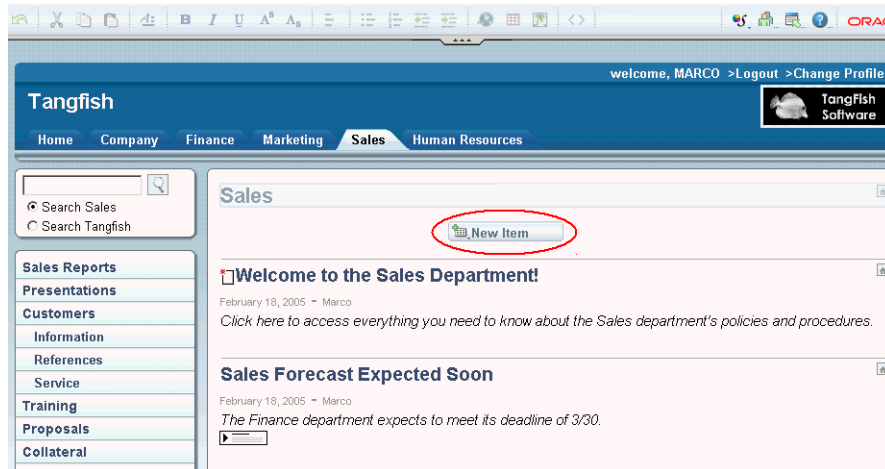 B I U A A
ORAC
welcome, MARCO >Logout >Change Profile
Tangfish
TangFish
Software
Home Company Finance Marketing Sales Human Resources
Search Sales
Search Tangfish
Sales Reports
Presentations
Customers
Information
References
Service
Training
Proposals
Collateral
Sales
New Item
Welcome to the Sales Department!
February 18, 2005 - Marco
Click here to access everything you need to know about the Sales department's policies and procedures.
Sales Forecast Expected Soon
February 18, 2005 - Marco
The Finance department expects to meet its deadline of 3/30.